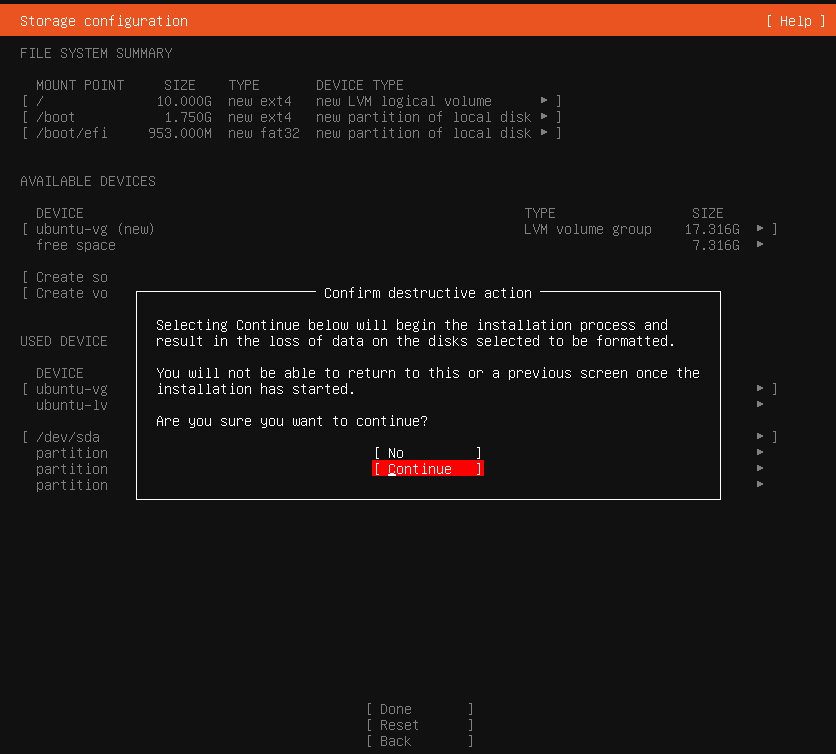 Storage configuration [ Help ]
FILE SYSTEM SUMMARY
MOUNT POINT SIZE TYPE DEVICE TYPE
[ / 10.000G new ext4 new LVM logical volume ▸ ]
[ /boot 1.750G new ext4 new partition of local disk ▸ ]
[ /boot/efi 953.000M new fat32 new partition of local disk ▸ ]
AVAILABLE DEVICES
DEVICE TYPE SIZE
[ ubuntu-vg (new) LVM volume group 17.316G ▸ ]
free space 7.316G ▸
[ Create so
[ Create vo
Confirm destructive action
Selecting Continue below will begin the installation process and
result in the loss of data on the disks selected to be formatted.
You will not be able to return to this or a previous screen once the
installation has started.
Are you sure you want to continue?
[ No ]
[ Continue ]
USED DEVICE
DEVICE
[ ubuntu-vg ▸ ]
ubuntu-lv ▸
[ /dev/sda ▸ ]
partition ▸
partition ▸
partition ▸
[ Done ]
[ Reset ]
[ Back ]